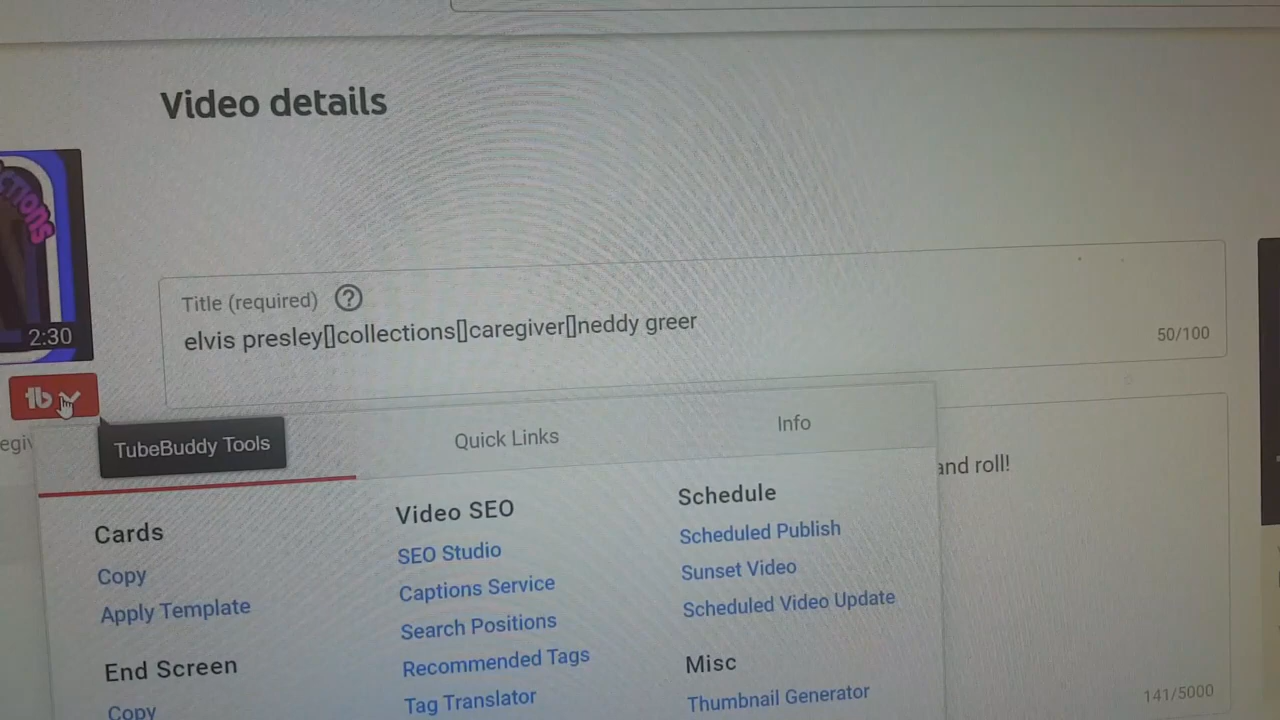 Video details
CTIONS
2:30
Title (required) ?
elvis presley[]collections[]caregiver[]neddy greer
50/100
tb
TubeBuddy Tools
Quick Links
Info
and roll!
Cards
Copy
Apply Template
End Screen
Copy
Video SEO
SEO Studio
Captions Service
Search Positions
Recommended Tags
Tag Translator
Schedule
Scheduled Publish
Sunset Video
Scheduled Video Update
Misc
Thumbnail Generator
141/5000